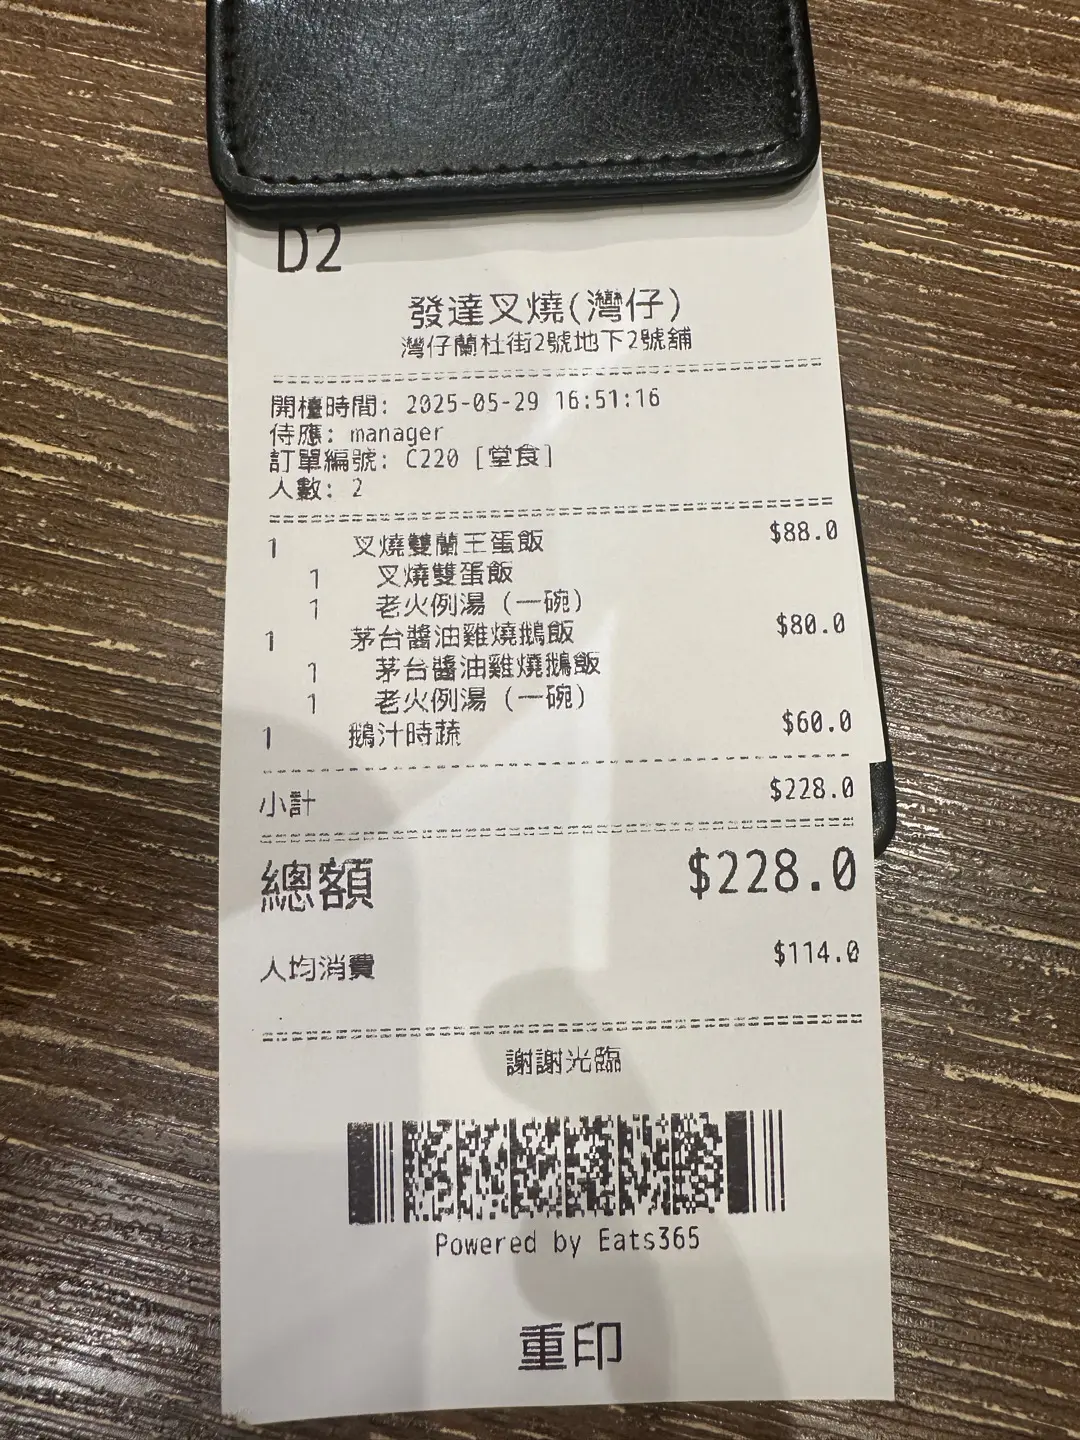 D2
發達叉燒(灣仔)
灣仔蘭杜街2號地下2號舖
開檯時間: 2025-05-29 16:51:16
侍應: manager
訂單編號: C220 [堂食]
人數: 2
1 叉燒雙蘭王蛋飯 $88.0
1 叉燒雙蛋飯
1 老火例湯 (一碗)
1 茅台醬油雞燒鵝飯 $80.0
1 茅台醬油雞燒鵝飯
1 老火例湯 (一碗)
1 鵝汁時蔬 $60.0
小計 $228.0
總額 $228.0
人均消費 $114.0
謝謝光臨
Powered by Eats365
重印